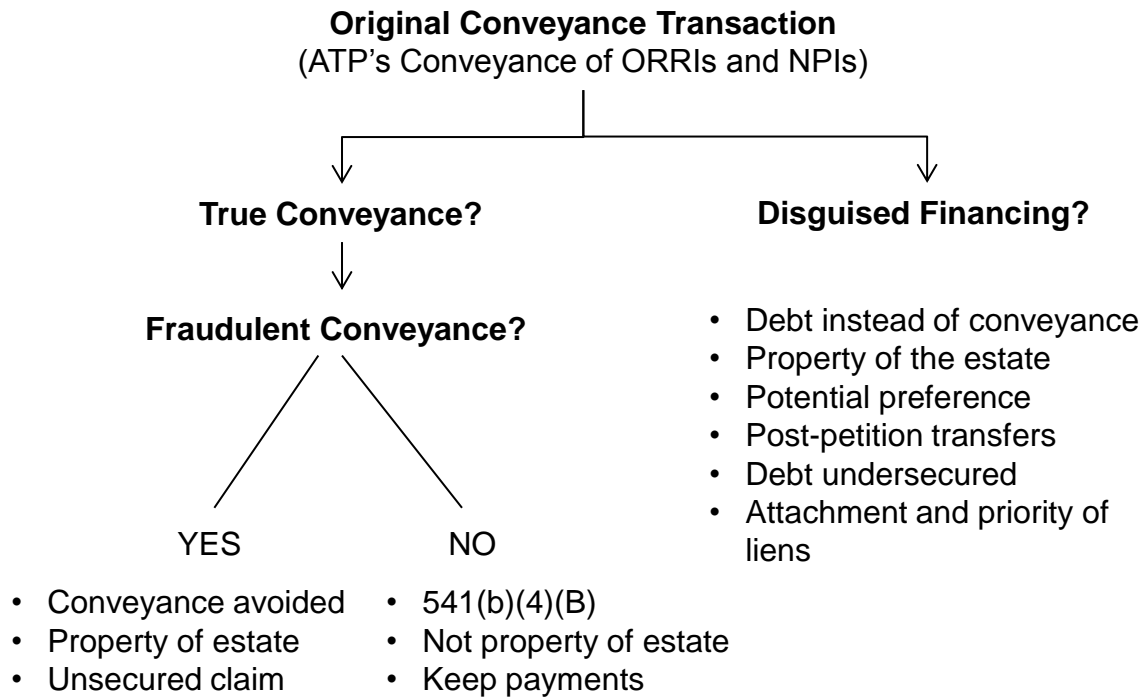 Original Conveyance Transaction
(ATP’s Conveyance of ORRIs and NPIs)
True Conveyance?
Disguised Financing?
Fraudulent Conveyance?
• Debt instead of conveyance
• Property of the estate
• Potential preference
• Post-petition transfers
• Debt undersecured
• Attachment and priority of
liens
YES
NO
• Conveyance avoided
• Property of estate
• Unsecured claim
• 541(b)(4)(B)
• Not property of estate
• Keep payments